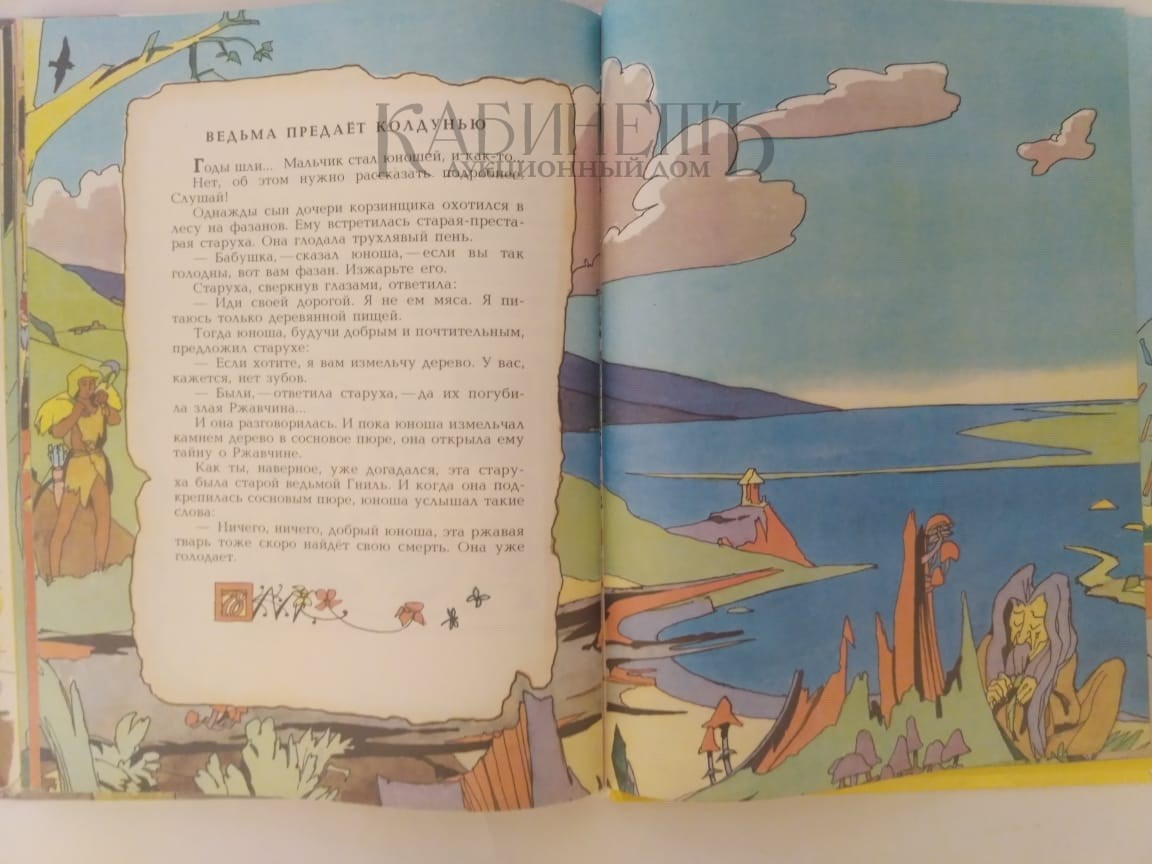 КАБИНЕТЪ
АУКЦИОННЫЙ ДОМ
ВЕДЬМА ПРЕДАЁТ КОЛДУНЬЮ
Годы шли... Мальчик стал юношей, и как-то...
Нет, об этом нужно рассказать подробнее.
Слушай!
Однажды сын дочери корзинщика охотился в
лесу на фазанов. Ему встретилась старая-преста-
рая старуха. Она глодала трухлявый пень.
— Бабушка, — сказал юноша, — если вы так
голодны, вот вам фазан. Изжарьте его.
Старуха, сверкнув глазами, ответила:
— Иди своей дорогой. Я не ем мяса. Я пи-
таюсь только деревянной пищей.
Тогда юноша, будучи добрым и почтительным,
предложил старухе:
— Если хотите, я вам измельчу дерево. У вас,
кажется, нет зубов.
— Были, — ответила старуха, — да их погуби-
ла злая Ржавчина...
И она разговорилась. И пока юноша измельчал
камнем дерево в сосновое пюре, она открыла ему
тайну о Ржавчине.
Как ты, наверное, уже догадался, эта стару-
ха была старой ведьмой Гниль. И когда она под-
крепилась сосновым пюре, юноша услышал такие
слова:
— Ничего, ничего, добрый юноша, эта ржавая
тварь тоже скоро найдёт свою смерть. Она уже
голодает.